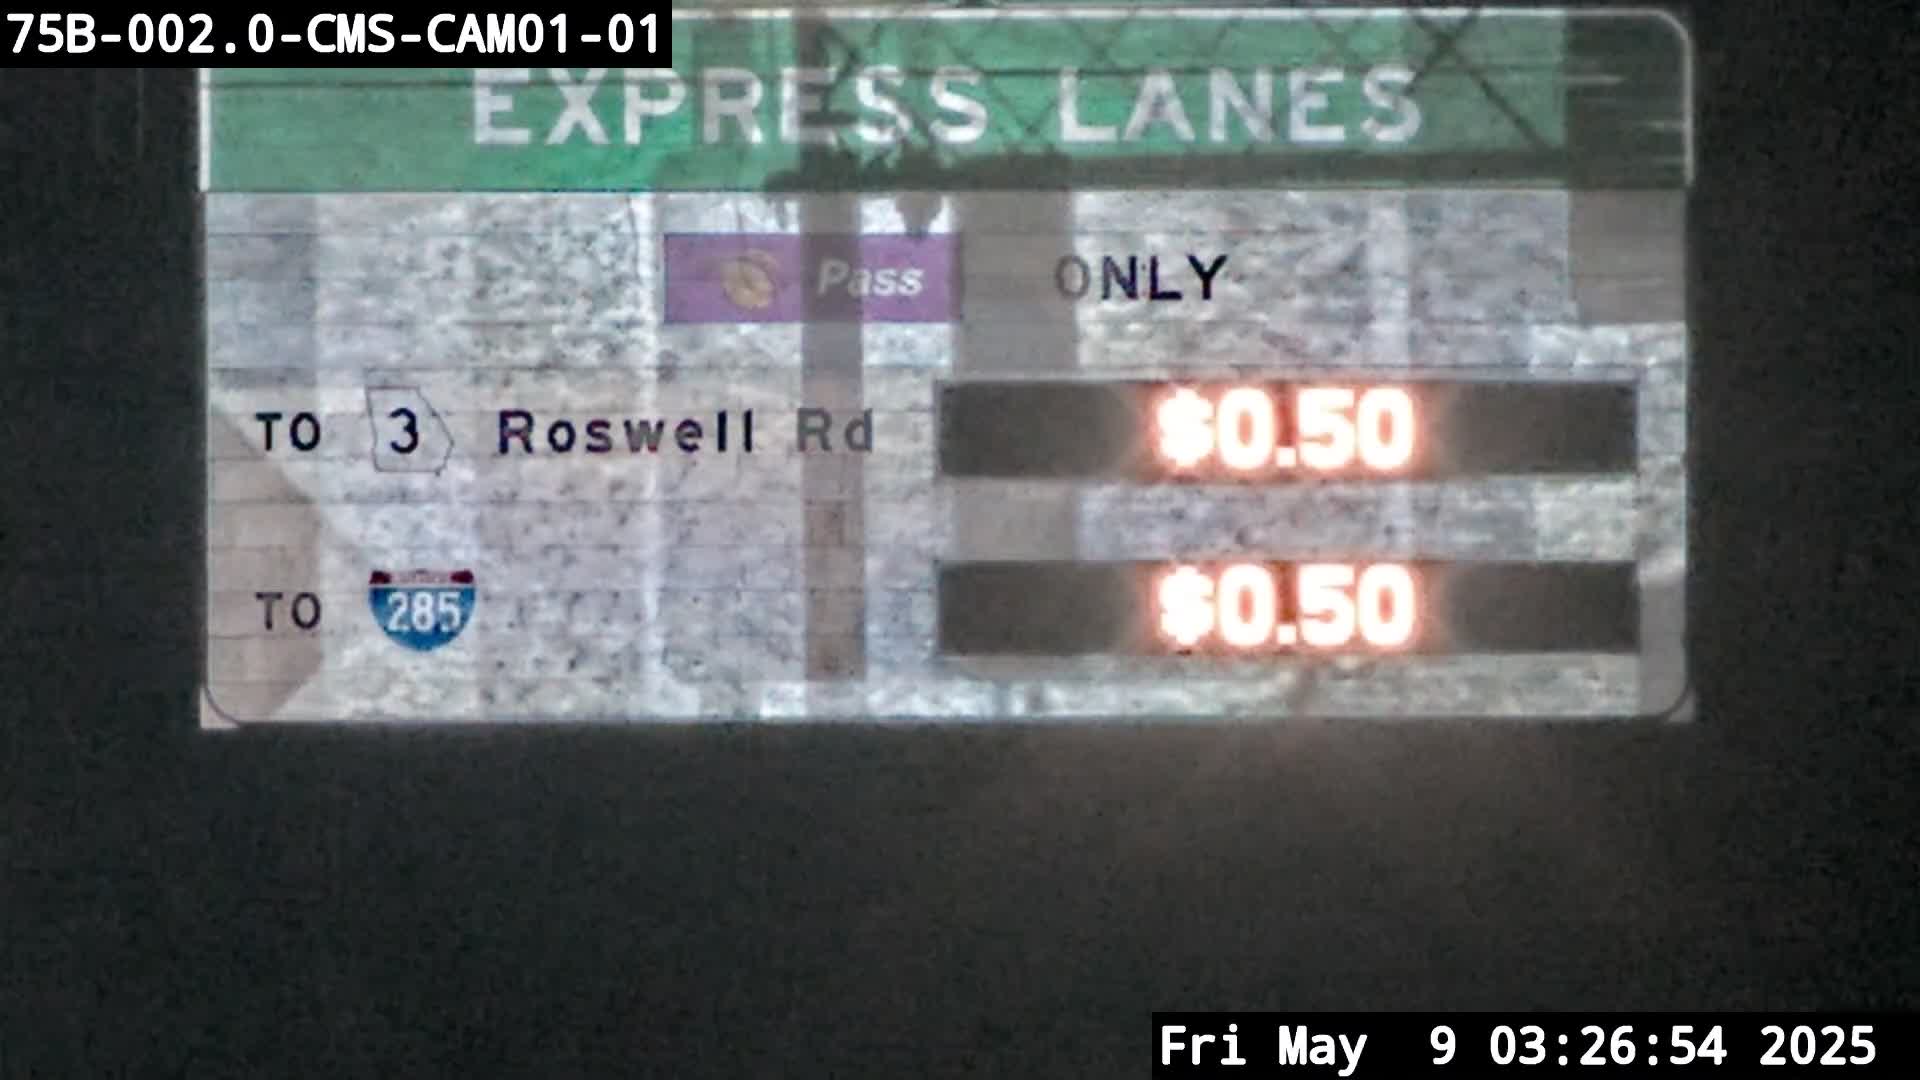 75B-002.0-CMS-CAM01-01
EXPRESS LANES
Pass ONLY
TO 3 Roswell Rd $0.50
TO 285 $0.50
Fri May 9 03:26:54 2025